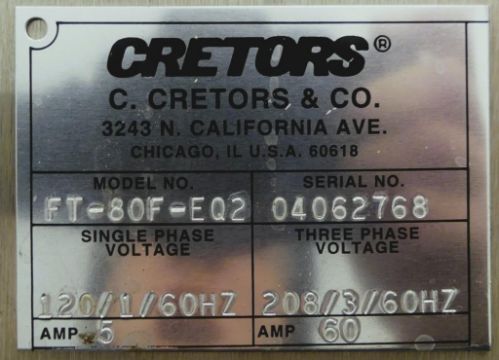 CRETORS®
C. CRETORS & CO.
3243 N. CALIFORNIA AVE.
CHICAGO, IL U.S.A. 60618
MODEL NO. SERIAL NO.
FT-80F-EQ2 04062768
SINGLE PHASE VOLTAGE THREE PHASE VOLTAGE
120/1/60HZ 208/3/60HZ
AMP 5 AMP 60